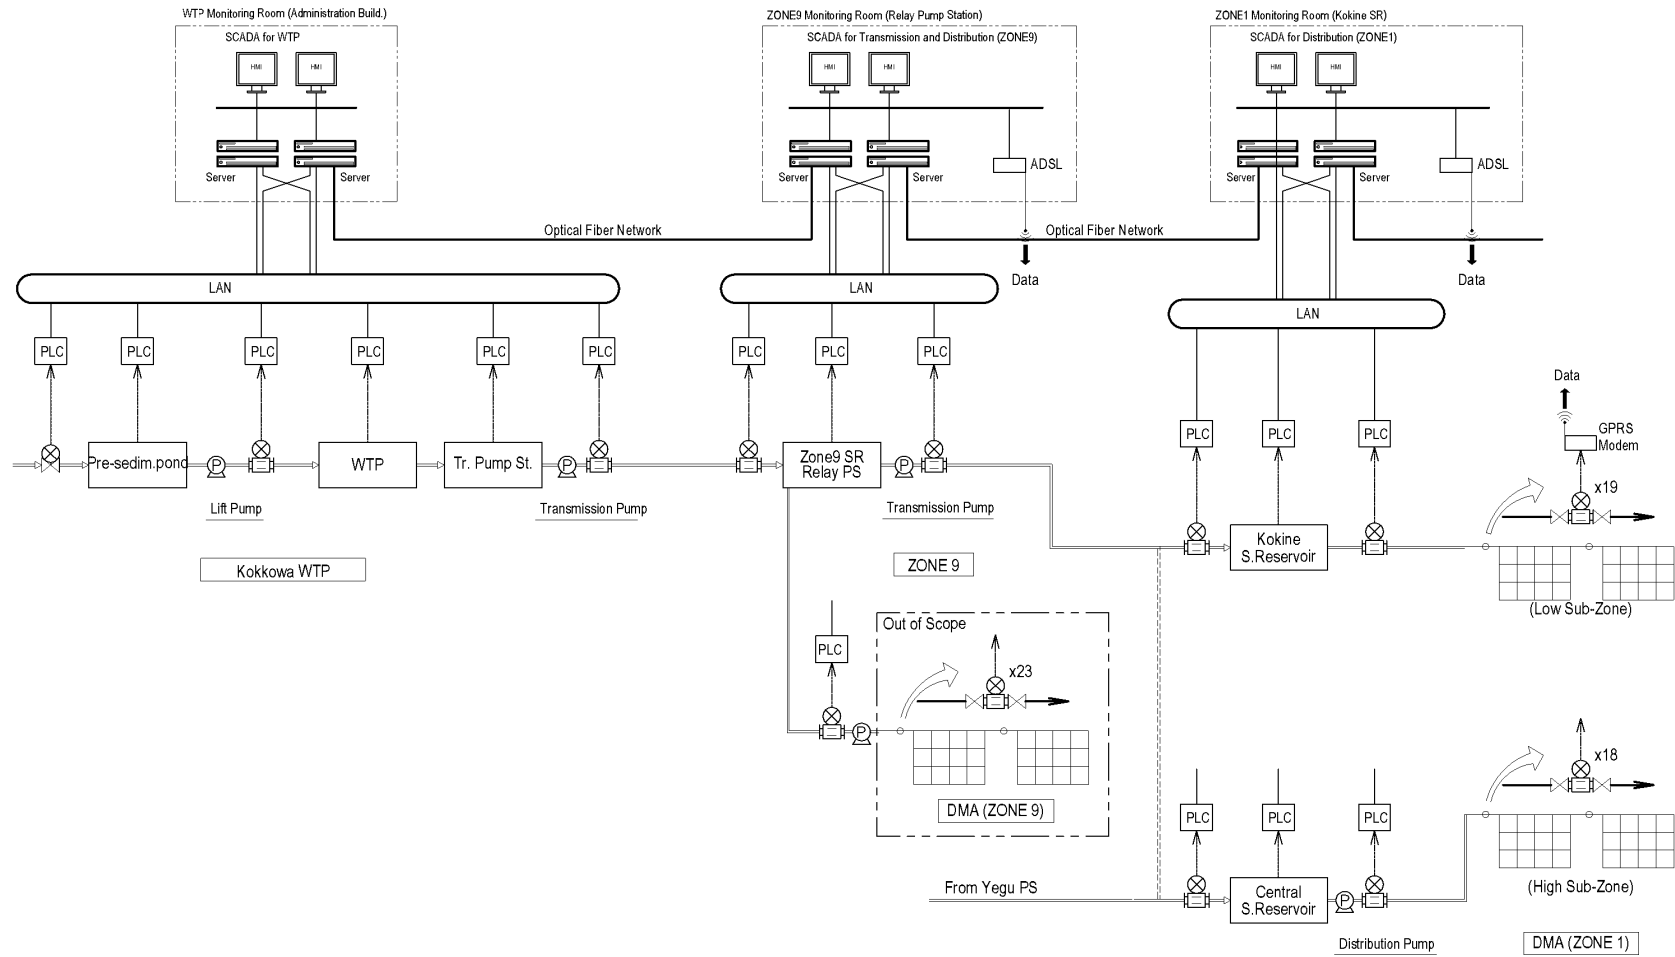 WTP Monitoring Room (Administration Build.)
ZONE9 Monitoring Room (Relay Pump Station)
ZONE1 Monitoring Room (Kokine SR)
SCADA for WTP
SCADA for Transmission and Distribution (ZONE9)
SCADA for Distribution (ZONE1)
HMI
HMI
HMI
HMI
HMI
HMI
ADSL
ADSL
Server
Server
Server
Server
Server
Server
Optical Fiber Network
Optical Fiber Network
Data
Data
LAN
LAN
LAN
PLC
PLC
PLC
PLC
PLC
PLC
PLC
PLC
PLC
Data
PLC
PLC
PLC
GPRS
Modem
Pre-sedim.pond
P
WTP
Tr. Pump St.
P
Zone9 SR
Relay PS
P
x19
Lift Pump
Transmission Pump
Transmission Pump
Kokine
S.Reservoir
Kokkowa WTP
ZONE 9
(Low Sub-Zone)
Out of Scope
PLC
x23
P
x18
DMA (ZONE 9)
PLC
PLC
PLC
From Yegu PS
Central
S.Reservoir
P
(High Sub-Zone)
Distribution Pump
DMA (ZONE 1)